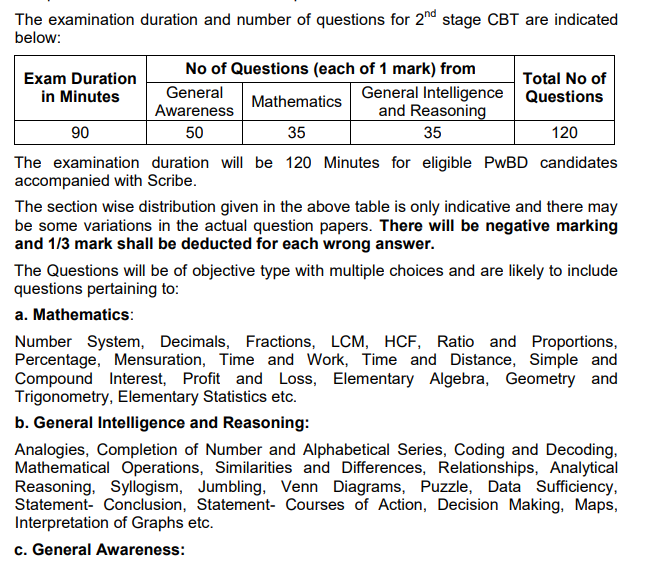 The examination duration and number of questions for 2nd stage CBT are indicated
below:
Exam Duration
in Minutes
No of Questions (each of 1 mark) from
Total No of
Questions
General
Awareness
Mathematics
General Intelligence
and Reasoning
90 50 35 35 120
The examination duration will be 120 Minutes for eligible PwBD candidates
accompanied with Scribe.
The section wise distribution given in the above table is only indicative and there may
be some variations in the actual question papers. There will be negative marking
and 1/3 mark shall be deducted for each wrong answer.
The Questions will be of objective type with multiple choices and are likely to include
questions pertaining to:
a. Mathematics:
Number System, Decimals, Fractions, LCM, HCF, Ratio and Proportions,
Percentage, Mensuration, Time and Work, Time and Distance, Simple and
Compound Interest, Profit and Loss, Elementary Algebra, Geometry and
Trigonometry, Elementary Statistics etc.
b. General Intelligence and Reasoning:
Analogies, Completion of Number and Alphabetical Series, Coding and Decoding,
Mathematical Operations, Similarities and Differences, Relationships, Analytical
Reasoning, Syllogism, Jumbling, Venn Diagrams, Puzzle, Data Sufficiency,
Statement- Conclusion, Statement- Courses of Action, Decision Making, Maps,
Interpretation of Graphs etc.
c. General Awareness: